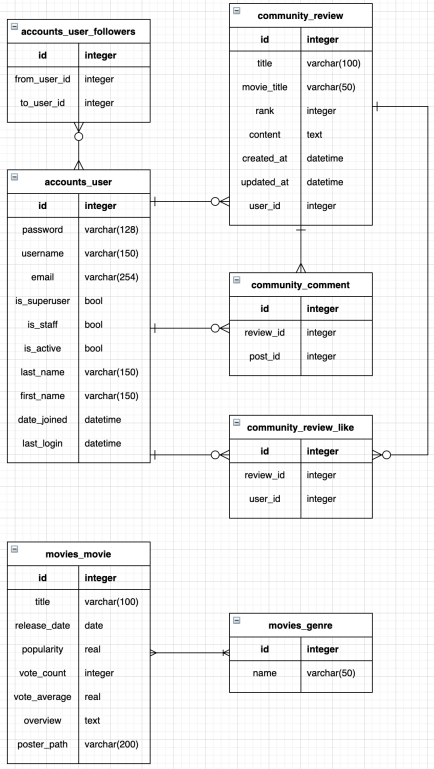 accounts_user_followers
id integer
from_user_id integer
to_user_id integer
community_review
id integer
title varchar(100)
movie_title varchar(50)
rank integer
content text
created_at datetime
updated_at datetime
user_id integer
accounts_user
id integer
password varchar(128)
username varchar(150)
email varchar(254)
is_superuser bool
is_staff bool
is_active bool
last_name varchar(150)
first_name varchar(150)
date_joined datetime
last_login datetime
community_comment
id integer
review_id integer
post_id integer
community_review_like
id integer
review_id integer
user_id integer
movies_movie
id integer
title varchar(100)
release_date date
popularity real
vote_count integer
vote_average real
overview text
poster_path varchar(200)
movies_genre
id integer
name varchar(50)